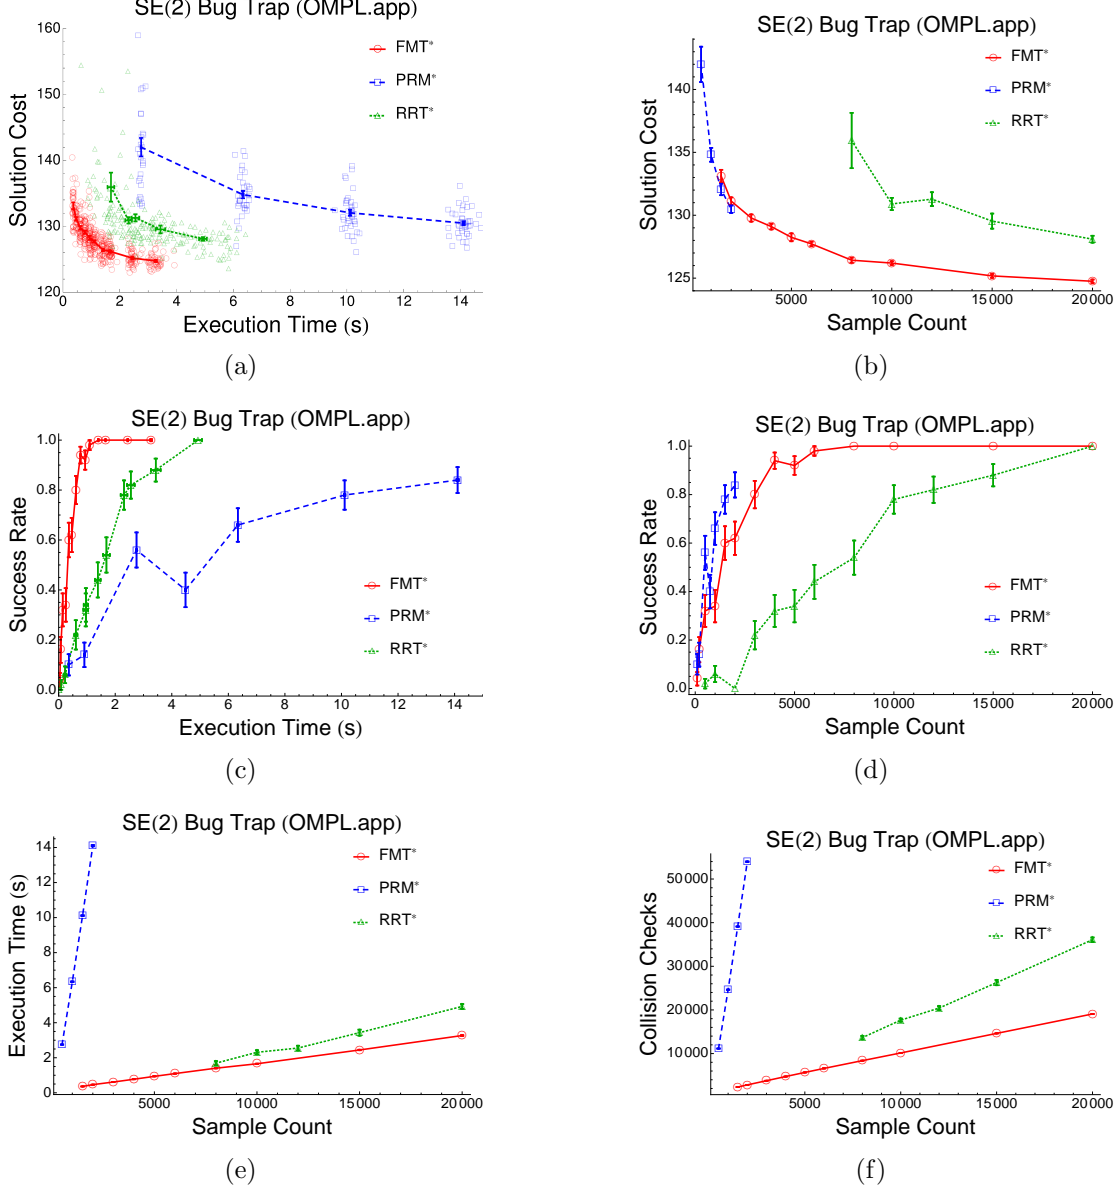 SE(2) Bug Trap (OMPL.app)
160
150
140
130
120
0
2
4
6
8
10
12
14
Solution Cost
Execution Time (s)
FMT*
PRM*
RRT*
(a)
SE(2) Bug Trap (OMPL.app)
140
135
130
125
5000
10000
15000
20000
Solution Cost
Sample Count
FMT*
PRM*
RRT*
(b)
SE(2) Bug Trap (OMPL.app)
1.0
0.8
0.6
0.4
0.2
0.0
0
2
4
6
8
10
12
14
Success Rate
Execution Time (s)
FMT*
PRM*
RRT*
(c)
SE(2) Bug Trap (OMPL.app)
1.0
0.8
0.6
0.4
0.2
0.0
0
5000
10000
15000
20000
Success Rate
Sample Count
FMT*
PRM*
RRT*
(d)
SE(2) Bug Trap (OMPL.app)
14
12
10
8
6
4
2
0
5000
10000
15000
20000
Execution Time (s)
Sample Count
FMT*
PRM*
RRT*
(e)
SE(2) Bug Trap (OMPL.app)
50000
40000
30000
20000
10000
5000
10000
15000
20000
Collision Checks
Sample Count
FMT*
PRM*
RRT*
(f)